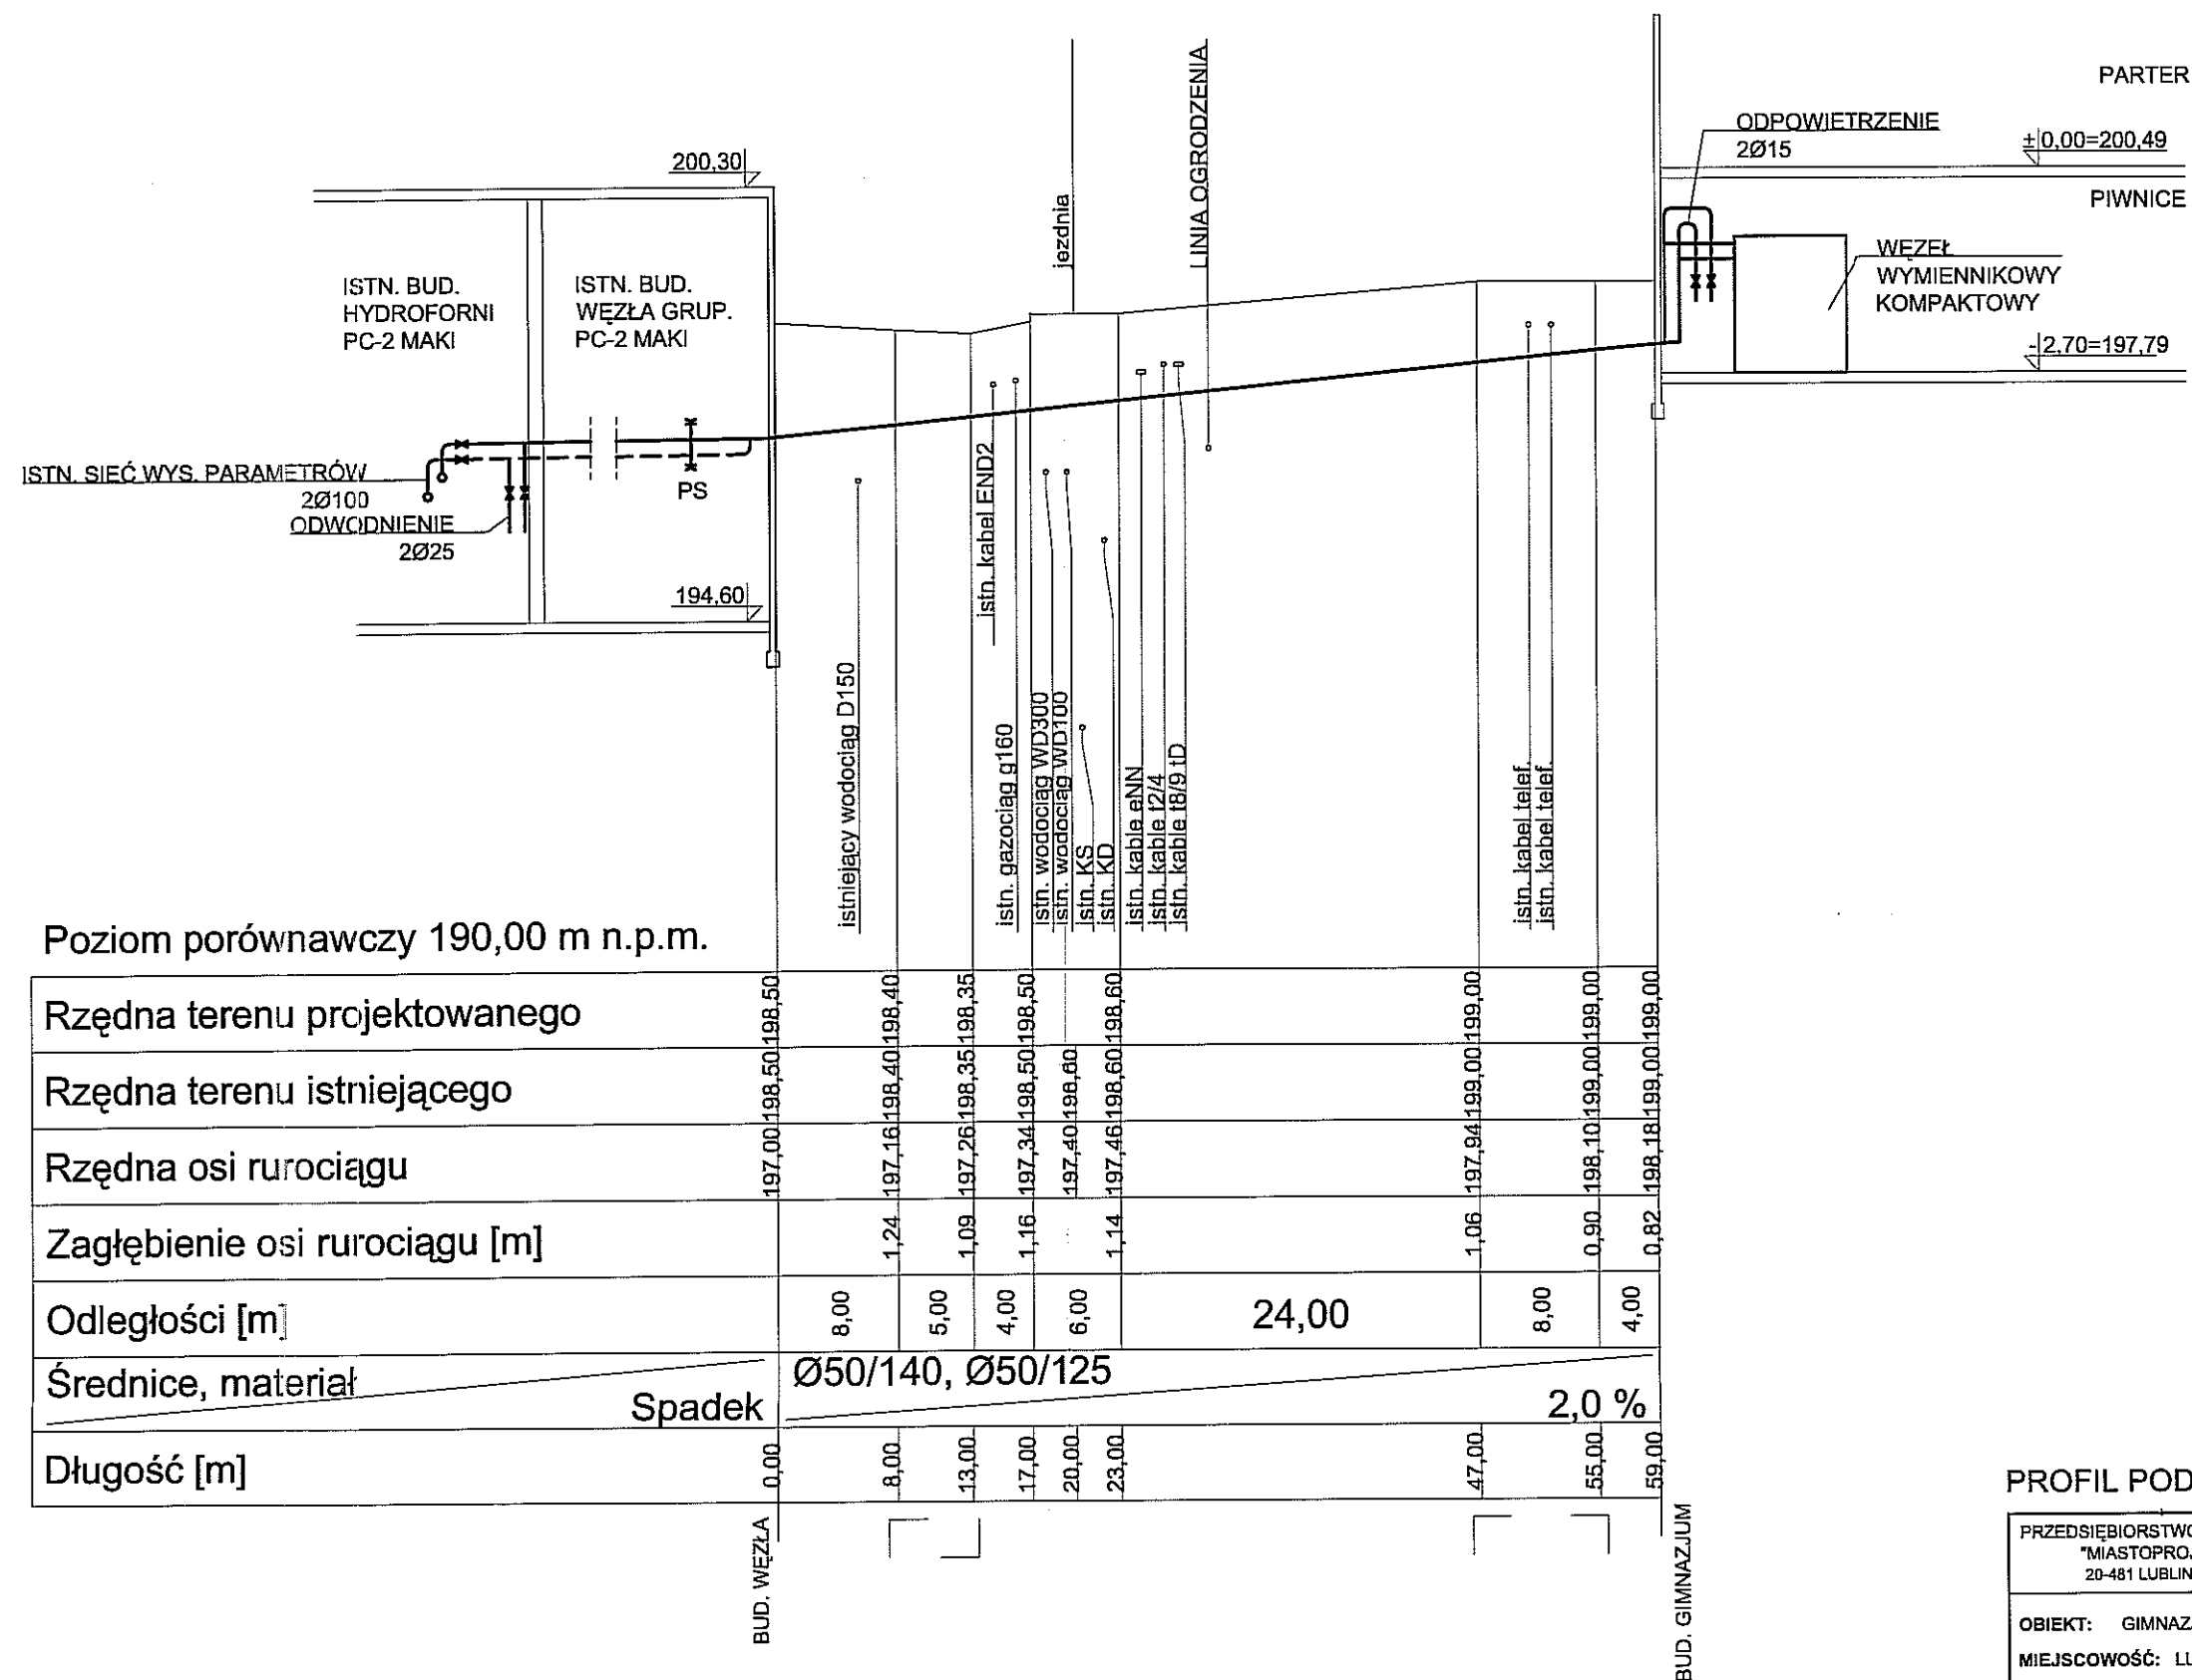 PARTER
ODPOWIETRZENIE
2Ø15
±0,00=200,49
200,30
PIWNICE
jezdnia
LINIA OGRODZENIA
WĘZEŁ
WYMIENNIKOWY
KOMPAKTOWY
ISTN. BUD.
HYDROFORNI
PC-2 MAKI
ISTN. BUD.
WĘZŁA GRUP.
PC-2 MAKI
-2,70=197,79
ISTN. SIEĆ WYS. PARAMETRÓW
2Ø100
ODWODNIENIE
2Ø25
PS
194,60
istniejący wodociąg D150
istn. kabel END2
istn. gazociąg g160
istn. wodociąg WD300
istn. wodociąg WD100
istn. KS
istn. KD
istn. kable eNN
istn. kable t2/4
istn. kable t8/9 tD
istn. kabel telef.
istn. kabel telef.
Poziom porównawczy 190,00 m n.p.m.
Rzędna terenu projektowanego 198,50 198,40 198,35 198,50 198,60 199,00 199,00 199,00
Rzędna terenu istniejącego 198,50 198,40 198,35 198,50 198,60 198,60 199,00 199,00 199,00
Rzędna osi rurociągu 197,00 197,16 197,26 197,34 197,40 197,46 197,94 198,10 198,18
Zagłębienie osi rurociągu [m] 1,24 1,09 1,16 1,14 1,06 0,90 0,82
Odległości [m] 8,00 5,00 4,00 6,00 24,00 8,00 4,00
Średnice, materiał Ø50/140, Ø50/125
Spadek 2,0 %
Długość [m] 0,00 8,00 13,00 17,00 20,00 23,00 47,00 55,00 59,00
BUD. WĘZŁA
BUD. GIMNAZJUM
PROFIL POD
PRZEDSIĘBIORSTWO
"MIASTOPROJ
20-481 LUBLIN
OBIEKT: GIMNAZ
MIEJSCOWOŚĆ: LU